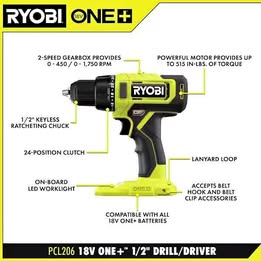 RYOBI 18V ONE+
2-SPEED GEARBOX PROVIDES
0 - 450 / 0 - 1,750 RPM
POWERFUL MOTOR PROVIDES UP
TO 515 IN-LBS. OF TORQUE
RYOBI
1/2" KEYLESS
RATCHETING CHUCK
24-POSITION CLUTCH
LANYARD LOOP
ON-BOARD
LED WORKLIGHT
ACCEPTS BELT
HOOK AND BELT
CLIP ACCESSORIES
COMPATIBLE WITH ALL
18V ONE+ BATTERIES
PCL206 18V ONE+™ 1/2" DRILL/DRIVER